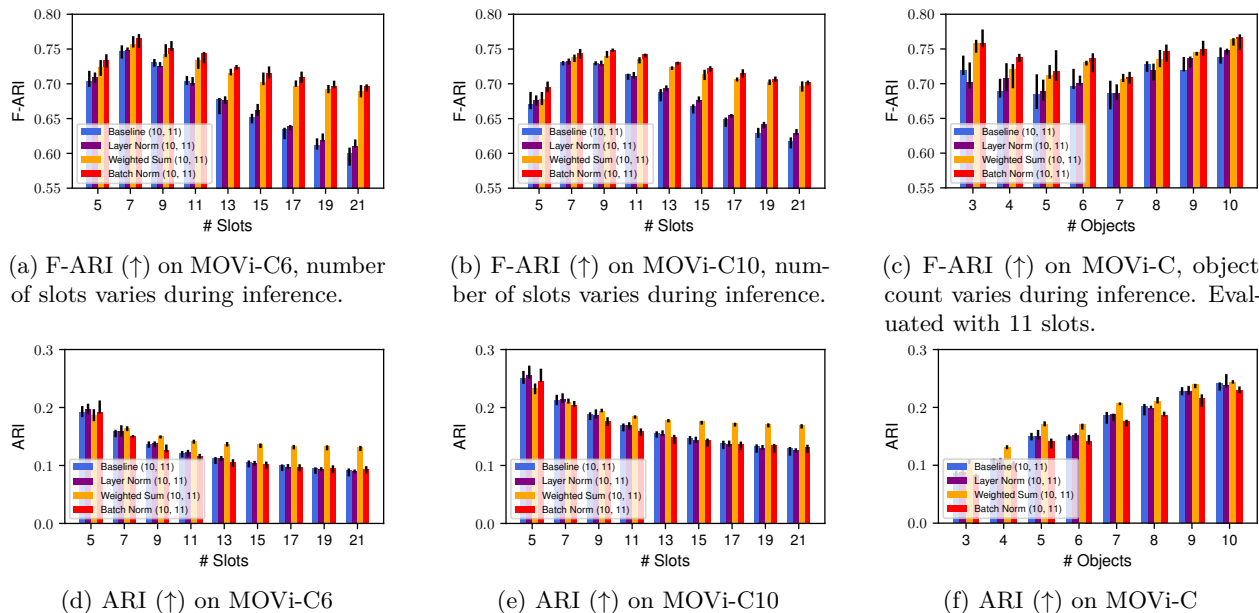 0.80
0.75
0.70
0.65
0.60
0.55
F-ARI
Baseline (10, 11)
Layer Norm (10, 11)
Weighted Sum (10, 11)
Batch Norm (10, 11)
5 7 9 11 13 15 17 19 21
# Slots
(a) F-ARI (↑) on MOVi-C6, number
of slots varies during inference.
0.80
0.75
0.70
0.65
0.60
0.55
F-ARI
Baseline (10, 11)
Layer Norm (10, 11)
Weighted Sum (10, 11)
Batch Norm (10, 11)
5 7 9 11 13 15 17 19 21
# Slots
(b) F-ARI (↑) on MOVi-C10, num-
ber of slots varies during inference.
0.80
0.75
0.70
0.65
0.60
0.55
F-ARI
Baseline (10, 11)
Layer Norm (10, 11)
Weighted Sum (10, 11)
Batch Norm (10, 11)
3 4 5 6 7 8 9 10
# Objects
(c) F-ARI (↑) on MOVi-C, object
count varies during inference. Eval-
uated with 11 slots.
0.3
0.2
0.1
0.0
ARI
Baseline (10, 11)
Layer Norm (10, 11)
Weighted Sum (10, 11)
Batch Norm (10, 11)
5 7 9 11 13 15 17 19 21
# Slots
(d) ARI (↑) on MOVi-C6
0.3
0.2
0.1
0.0
ARI
Baseline (10, 11)
Layer Norm (10, 11)
Weighted Sum (10, 11)
Batch Norm (10, 11)
5 7 9 11 13 15 17 19 21
# Slots
(e) ARI (↑) on MOVi-C10
0.3
0.2
0.1
0.0
ARI
Baseline (10, 11)
Layer Norm (10, 11)
Weighted Sum (10, 11)
Batch Norm (10, 11)
3 4 5 6 7 8 9 10
# Objects
(f) ARI (↑) on MOVi-C